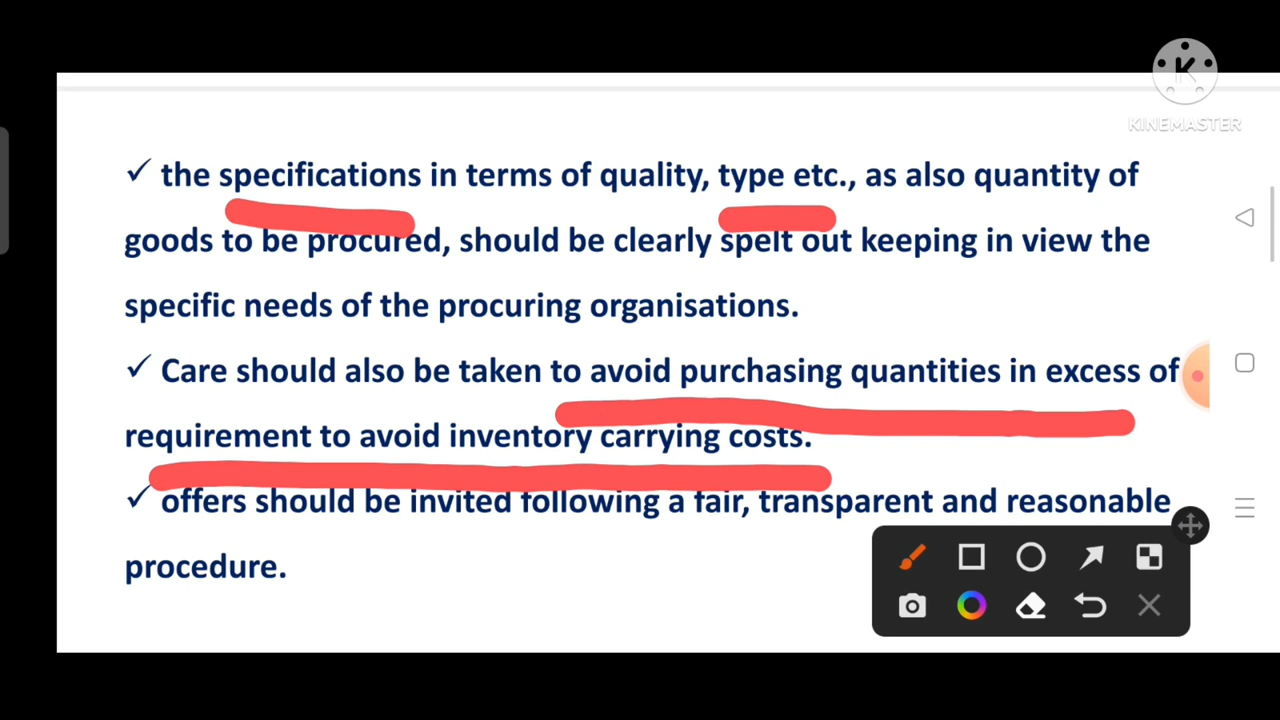 KINEMASTER
✓ the specifications in terms of quality, type etc., as also quantity of
goods to be procured, should be clearly spelt out keeping in view the
specific needs of the procuring organisations.
✓ Care should also be taken to avoid purchasing quantities in excess of
requirement to avoid inventory carrying costs.
✓ offers should be invited following a fair, transparent and reasonable
procedure.